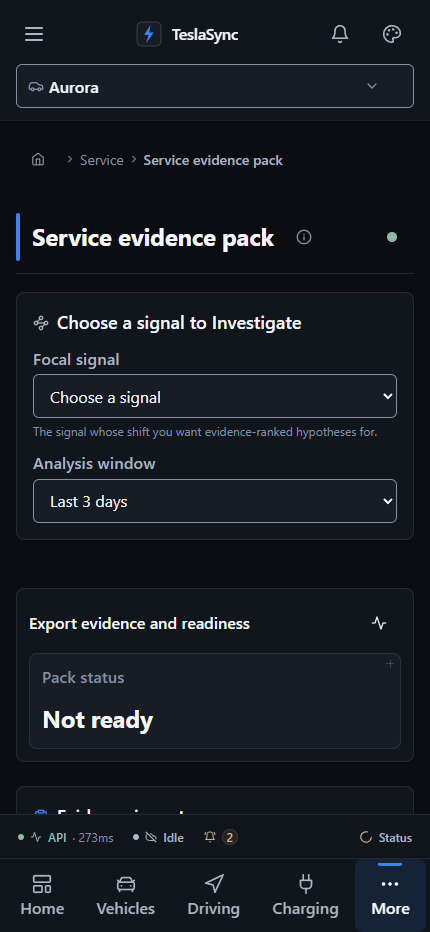 TeslaSync
Aurora
Service
Service evidence pack
Service evidence pack
Choose a signal to Investigate
Focal signal
Choose a signal
The signal whose shift you want evidence-ranked hypotheses for.
Analysis window
Last 3 days
Export evidence and readiness
Pack status
Not ready
API · 273ms
Idle
2
Status
Home
Vehicles
Driving
Charging
More